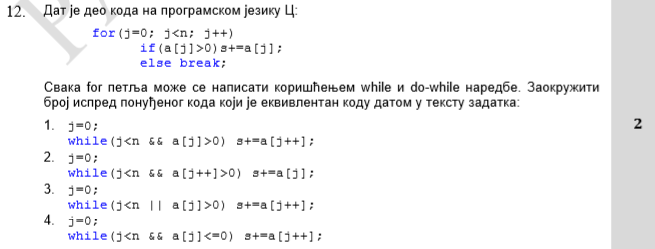 12. Дат је део кода на програмском језику Ц:
for(j=0; j<n; j++)
if(a[j]>0)s+=a[j];
else break;
Свака for петља може се написати коришћењем while и do-while наредбе. Заокружити
број испред понуђеног кода који је еквивлентан коду датом у тексту задатка:
1. j=0;
while(j<n && a[j]>0) s+=a[j++];
2. j=0;
while(j<n && a[j++]>0) s+=a[j];
3. j=0;
while(j<n || a[j]>0) s+=a[j++];
4. j=0;
while(j<n && a[j]<=0) s+=a[j++];
2